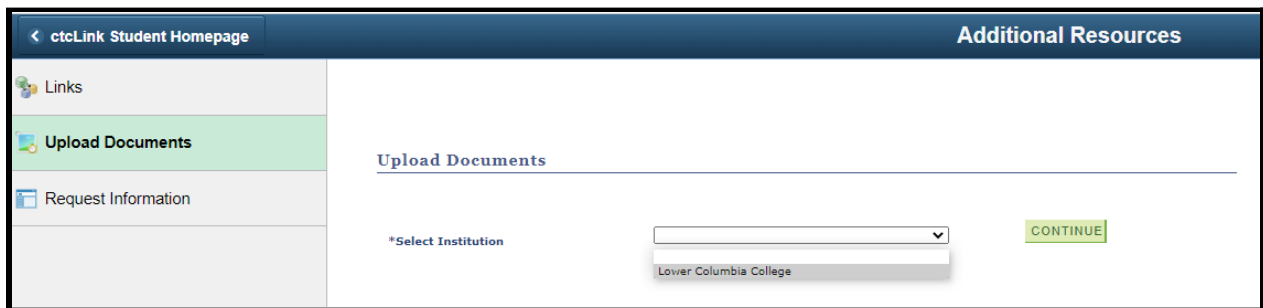 ctcLink Student Homepage
Additional Resources
Links
Upload Documents
Request Information
Upload Documents
*Select Institution
CONTINUE
Lower Columbia College